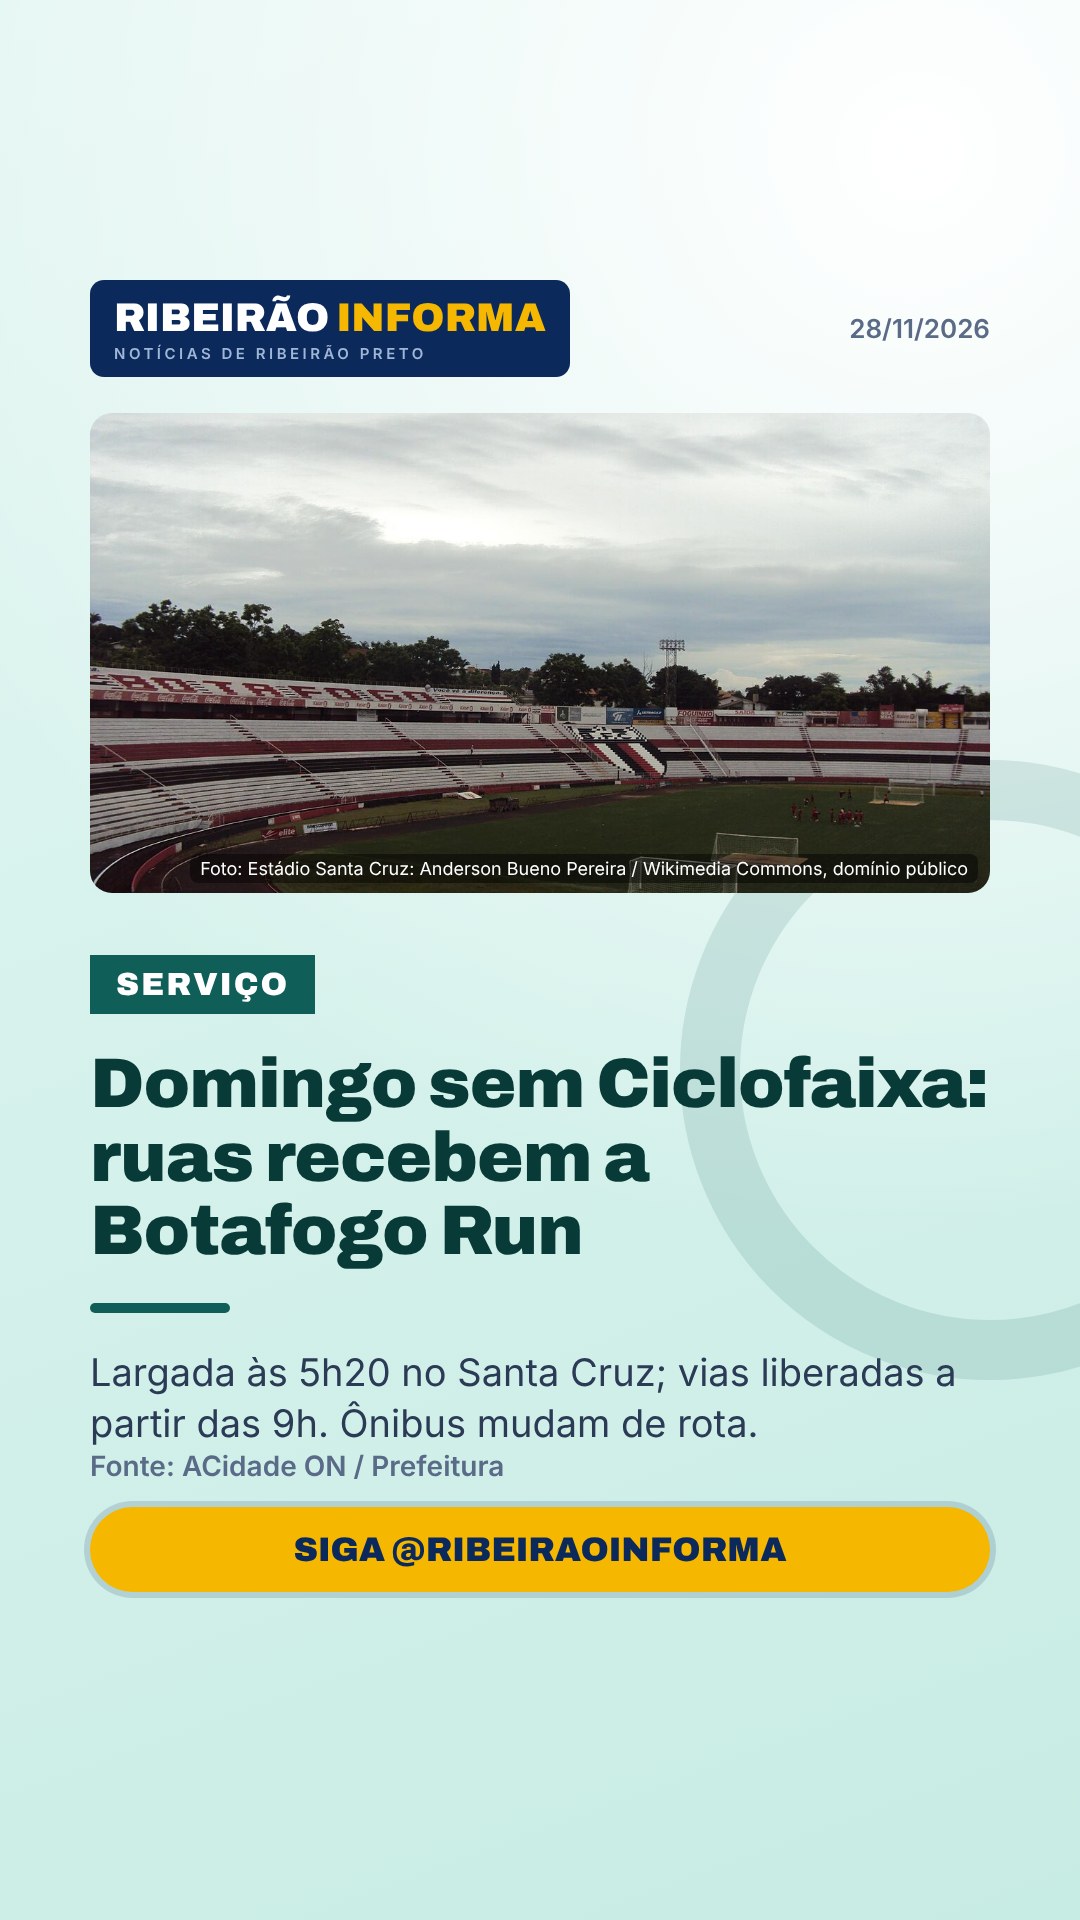 RIBEIRÃO INFORMA
NOTÍCIAS DE RIBEIRÃO PRETO
28/11/2026
BOTAFOGO
elite
Foto: Estádio Santa Cruz: Anderson Bueno Pereira / Wikimedia Commons, domínio público
SERVIÇO
Domingo sem Ciclofaixa:
ruas recebem a
Botafogo Run
Largada às 5h20 no Santa Cruz; vias liberadas a
partir das 9h. Ônibus mudam de rota.
Fonte: ACidade ON / Prefeitura
SIGA @RIBEIRAOINFORMA